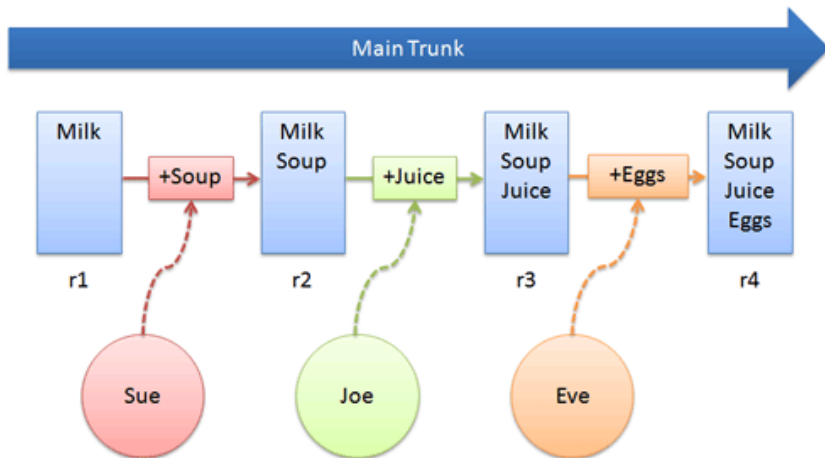 Main Trunk
Milk
+Soup
Milk
Soup
+Juice
Milk
Soup
Juice
+Eggs
Milk
Soup
Juice
Eggs
r1
r2
r3
r4
Sue
Joe
Eve